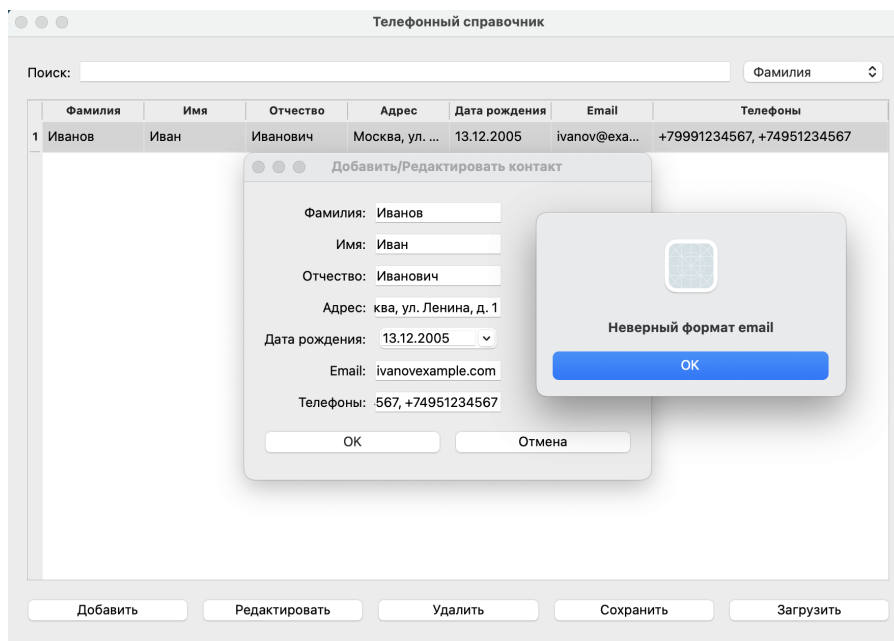 Телефонный справочник
Поиск:
Фамилия
Фамилия Имя Отчество Адрес Дата рождения Email Телефоны
1 Иванов Иван Иванович Москва, ул. ... 13.12.2005 ivanov@exa... +79991234567, +74951234567
Добавить/Редактировать контакт
Фамилия: Иванов
Имя: Иван
Отчество: Иванович
Адрес: ква, ул. Ленина, д. 1
Дата рождения: 13.12.2005
Email: ivanovexample.com
Телефоны: 567, +74951234567
OK Отмена
Неверный формат email
OK
Добавить Редактировать Удалить Сохранить Загрузить